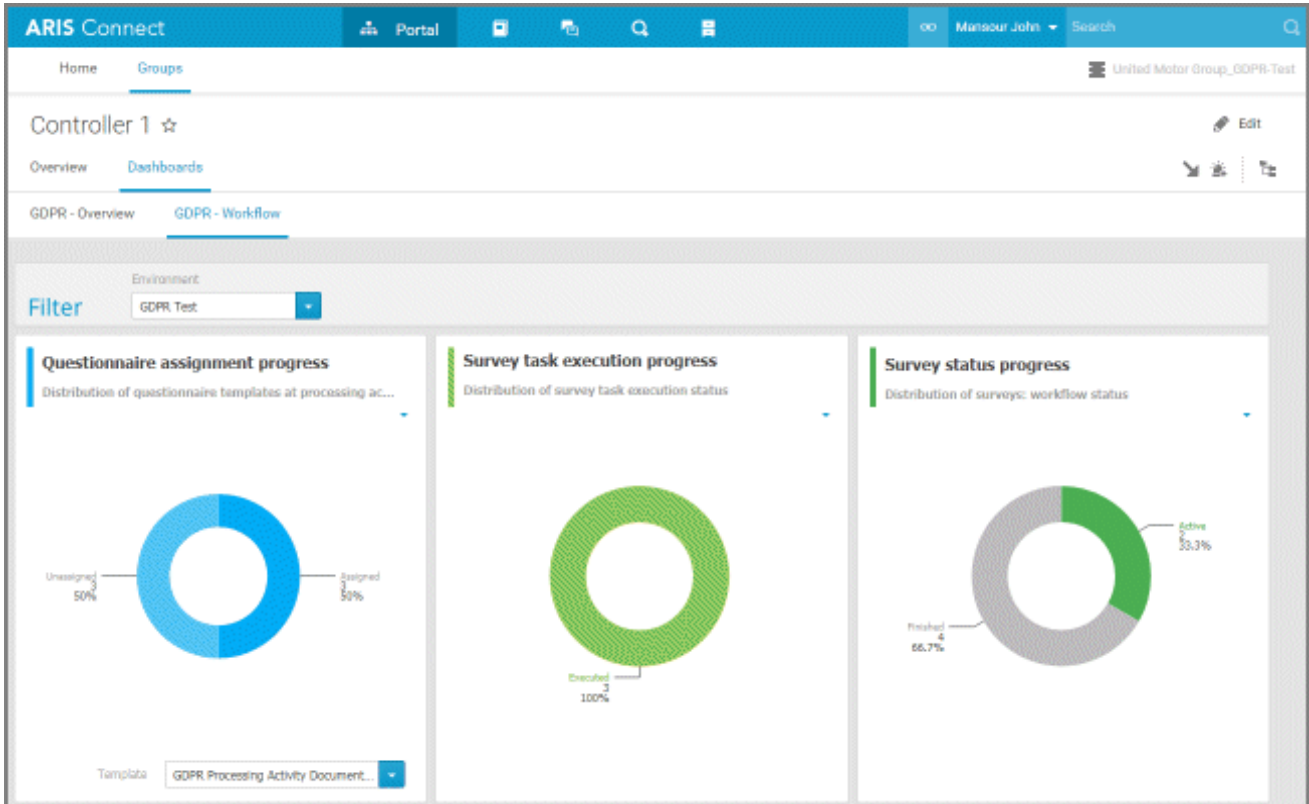 ARIS Connect
Portal
Mansour John
Search
Home
Groups
United Motor Group_GDPR-Test
Controller 1
Edit
Overview
Dashboards
GDPR - Overview
GDPR - Workflow
Filter
Environment
GDPR Test
Questionnaire assignment progress
Distribution of questionnaire templates at processing ac...
Unassigned
3
50%
Assigned
3
50%
Template
GDPR Processing Activity Document...
Survey task execution progress
Distribution of survey task execution status
Executed
3
100%
Survey status progress
Distribution of surveys: workflow status
Active
2
33.3%
Finished
4
66.7%